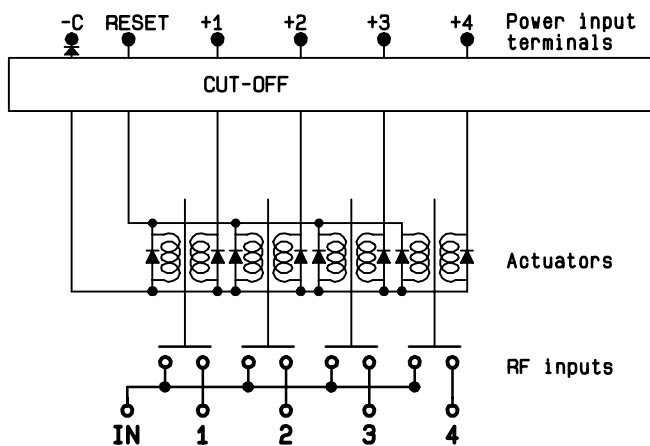 -C RESET +1 +2 +3 +4 Power input
terminals
CUT-OFF
Actuators
RF inputs
IN 1 2 3 4